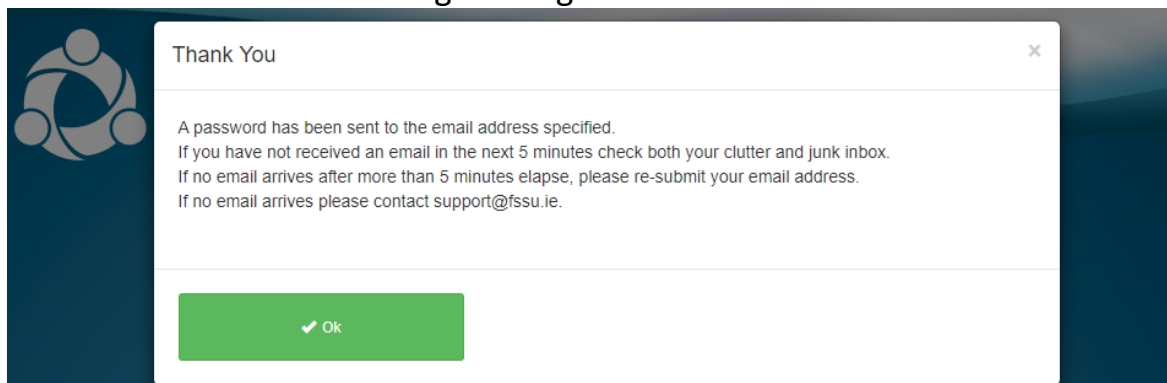 Thank You
×
A password has been sent to the email address specified.
If you have not received an email in the next 5 minutes check both your clutter and junk inbox.
If no email arrives after more than 5 minutes elapse, please re-submit your email address.
If no email arrives please contact support@fssu.ie.
✔ Ok